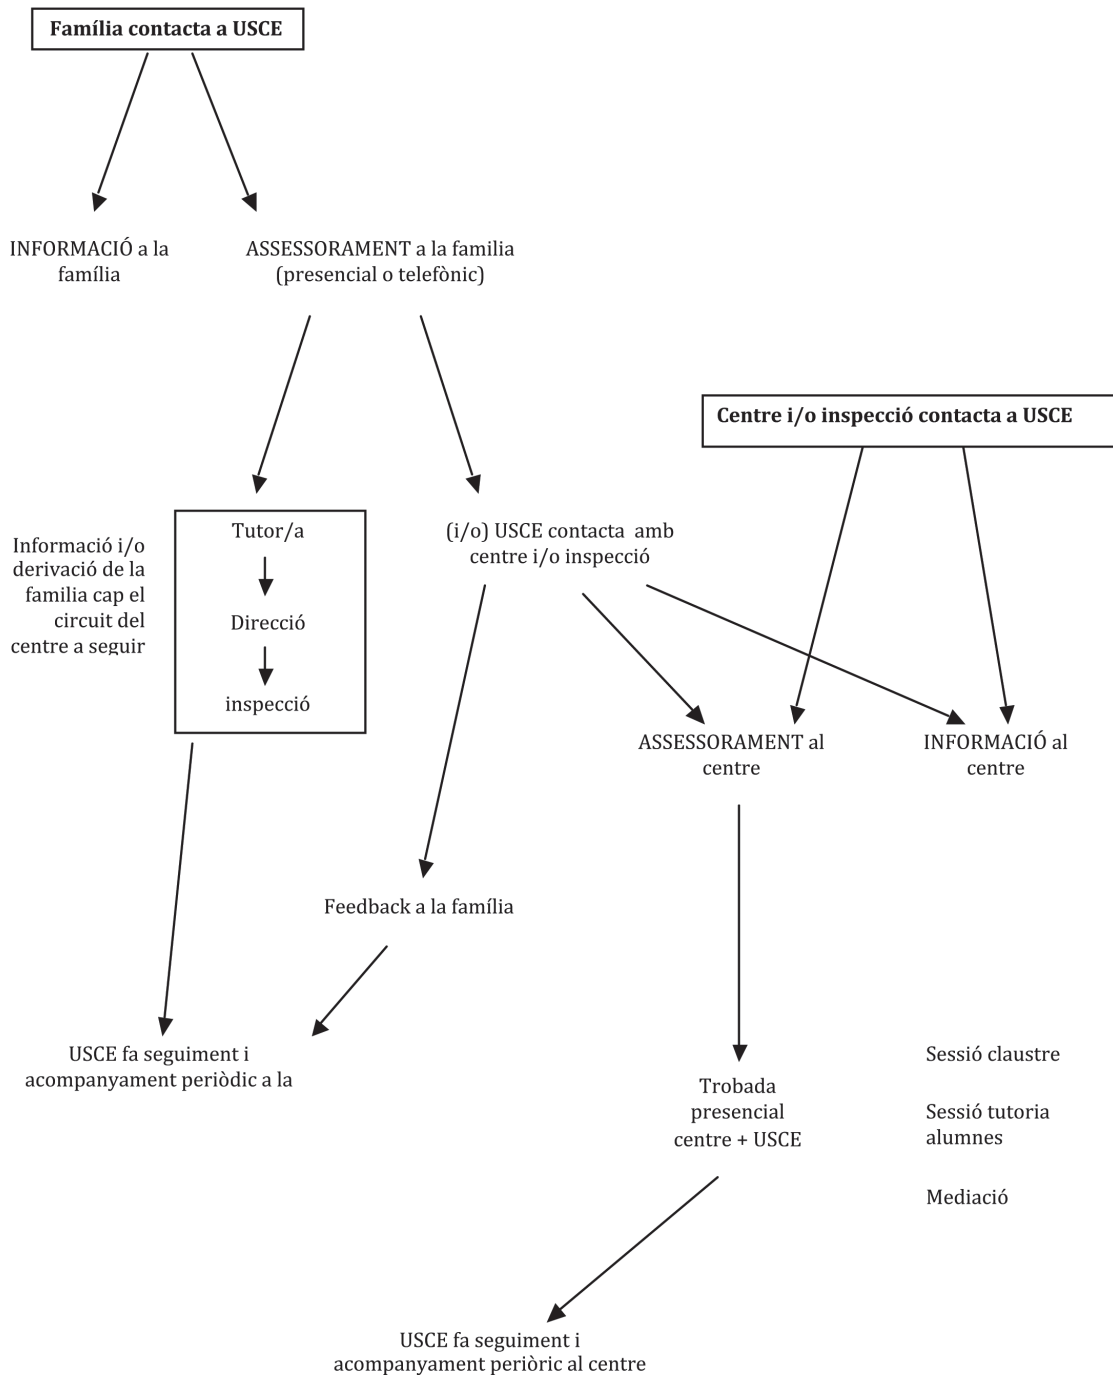 Família contacta a USCE
INFORMACIÓ a la
família
ASSESSORAMENT a la familia
(presencial o telefònic)
Centre i/o inspecció contacta a USCE
Informació i/o
derivació de la
familia cap el
circuit del
centre a seguir
Tutor/a
Direcció
inspecció
(i/o) USCE contacta amb
centre i/o inspecció
ASSESSORAMENT al
centre
INFORMACIÓ al
centre
Feedback a la família
USCE fa seguiment i
acompanyament periòdic a la
Trobada
presencial
centre + USCE
Sessió claustre
Sessió tutoria
alumnes
Mediació
USCE fa seguiment i
acompanyament periòric al centre